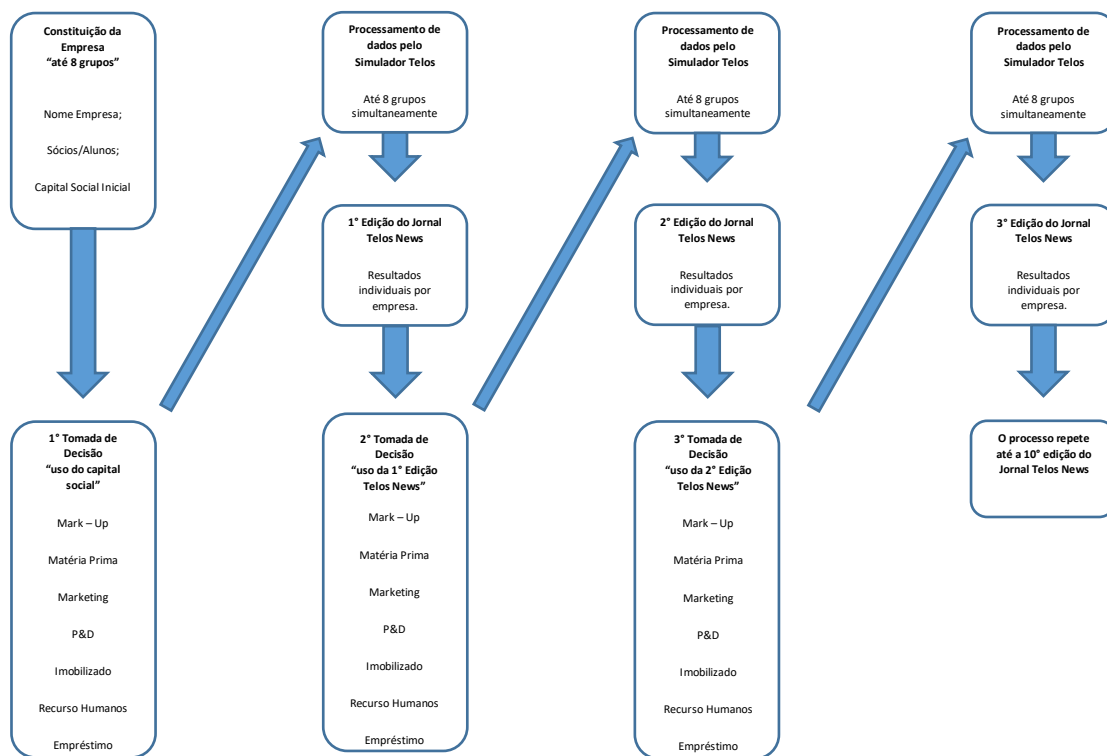 Constituição da
Empresa
“até 8 grupos”
Nome Empresa;
Sócios/Alunos;
Capital Social Inicial
1° Tomada de
Decisão
“uso do capital
social”
Mark – Up
Matéria Prima
Marketing
P&D
Imobilizado
Recurso Humanos
Empréstimo
Processamento de
dados pelo
Simulador Telos
Até 8 grupos
simultaneamente
1° Edição do Jornal
Telos News
Resultados
individuais por
empresa.
2° Tomada de
Decisão
“uso da 1° Edição
Telos News”
Mark – Up
Matéria Prima
Marketing
P&D
Imobilizado
Recurso Humanos
Empréstimo
Processamento de
dados pelo
Simulador Telos
Até 8 grupos
simultaneamente
2° Edição do Jornal
Telos News
Resultados
individuais por
empresa.
3° Tomada de
Decisão
“uso da 2° Edição
Telos News”
Mark – Up
Matéria Prima
Marketing
P&D
Imobilizado
Recurso Humanos
Empréstimo
Processamento de
dados pelo
Simulador Telos
Até 8 grupos
simultaneamente
3° Edição do Jornal
Telos News
Resultados
individuais por
empresa.
O processo repete
até a 10° edição do
Jornal Telos News